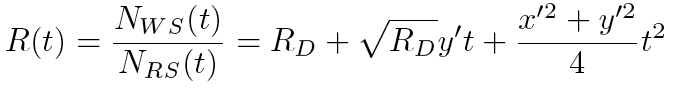 R(t) = \frac{N_{WS}(t)}{N_{RS}(t)} = R_D + \sqrt{R_D} y' t + \frac{x'^2 + y'^2}{4} t^2